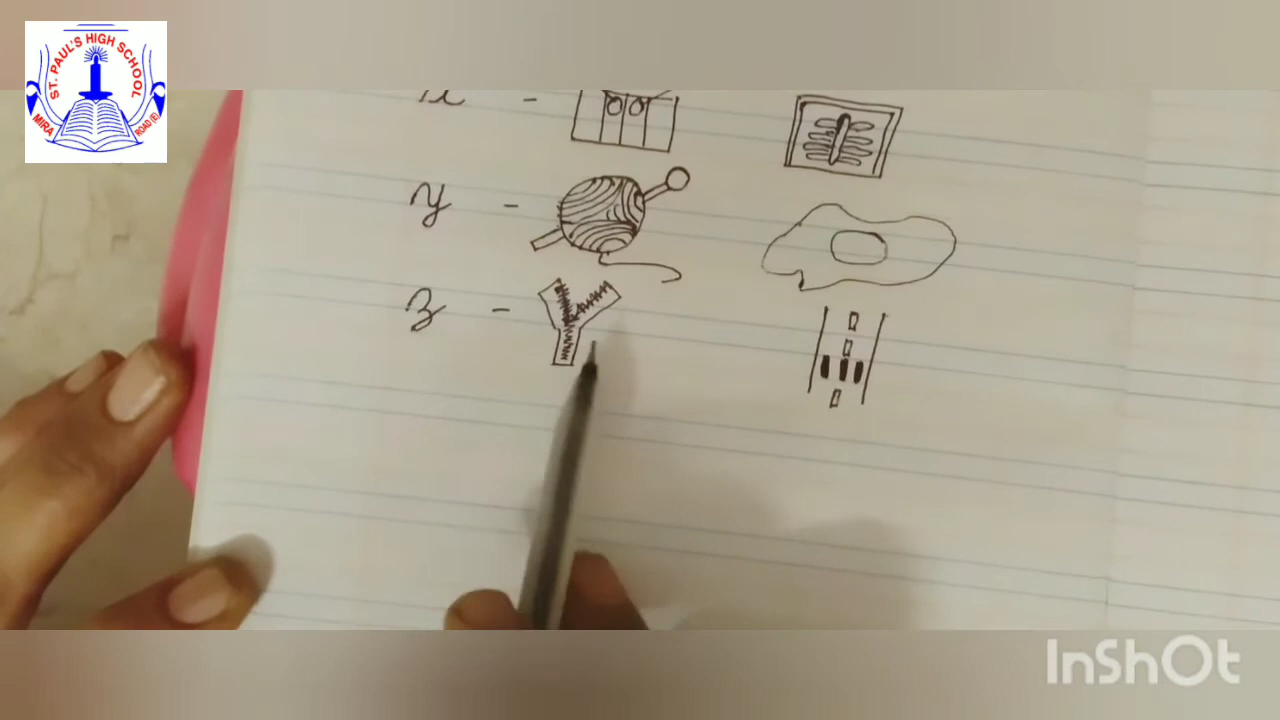 ST. PAUL'S HIGH SCHOOL
MIRA ROAD (E)
x -
y -
z -
InShOt